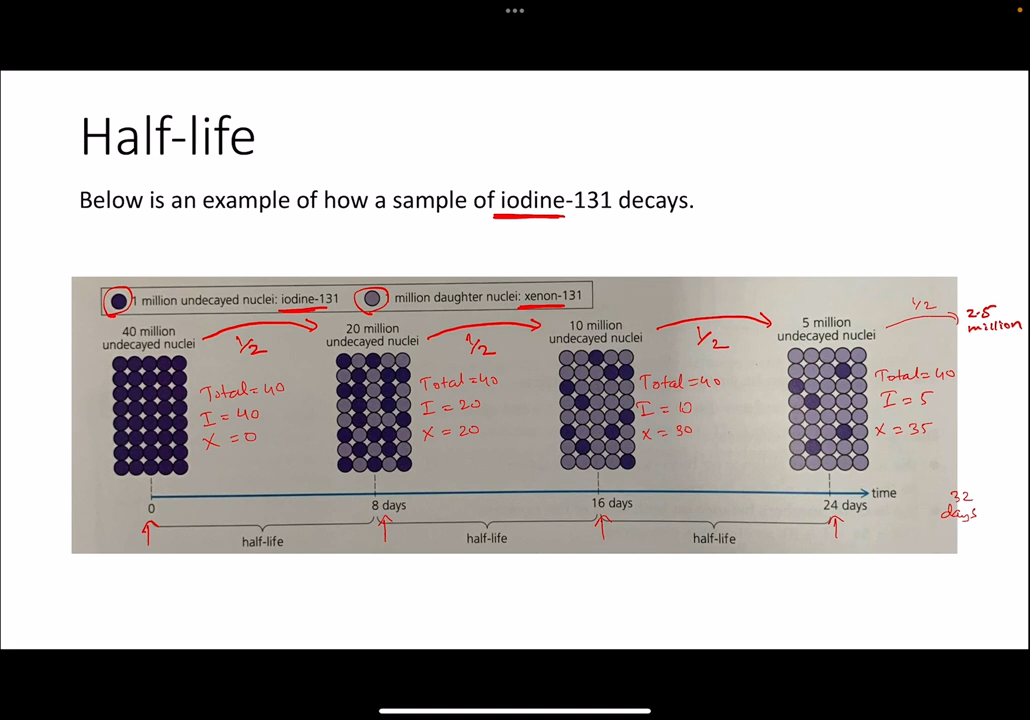 Half-life
Below is an example of how a sample of iodine-131 decays.
1 million undecayed nuclei: iodine-131
million daughter nuclei: xenon-131
40 million
undecayed nuclei
1/2
20 million
undecayed nuclei
1/2
10 million
undecayed nuclei
1/2
5 million
undecayed nuclei
1/2
2.5
million
Total=40
I = 40
X = 0
Total=40
I = 20
X = 20
Total=40
I = 10
X = 30
Total=40
I = 5
X = 35
0
8 days
16 days
24 days
time
32
days
half-life
half-life
half-life